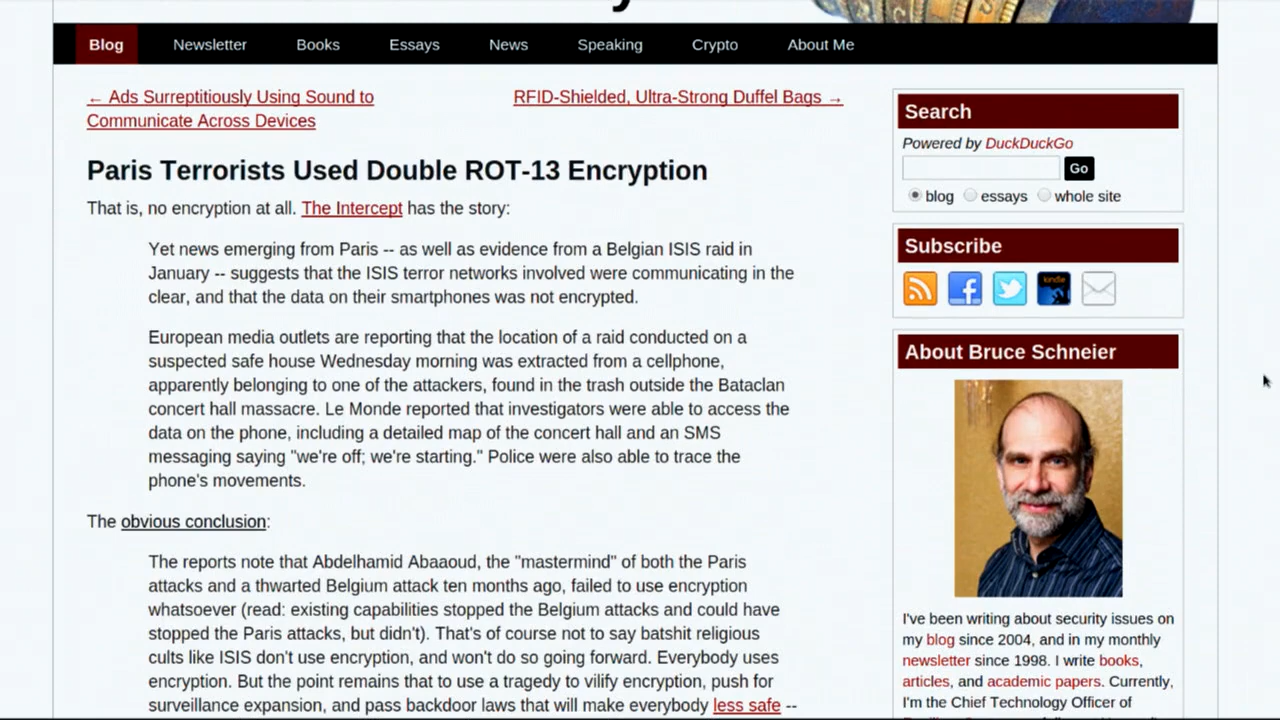 Blog Newsletter Books Essays News Speaking Crypto About Me
← Ads Surreptitiously Using Sound to
Communicate Across Devices
RFID-Shielded, Ultra-Strong Duffel Bags →
Paris Terrorists Used Double ROT-13 Encryption
That is, no encryption at all. The Intercept has the story:
Yet news emerging from Paris -- as well as evidence from a Belgian ISIS raid in
January -- suggests that the ISIS terror networks involved were communicating in the
clear, and that the data on their smartphones was not encrypted.
European media outlets are reporting that the location of a raid conducted on a
suspected safe house Wednesday morning was extracted from a cellphone,
apparently belonging to one of the attackers, found in the trash outside the Bataclan
concert hall massacre. Le Monde reported that investigators were able to access the
data on the phone, including a detailed map of the concert hall and an SMS
messaging saying "we're off; we're starting." Police were also able to trace the
phone's movements.
The obvious conclusion:
The reports note that Abdelhamid Abaaoud, the "mastermind" of both the Paris
attacks and a thwarted Belgium attack ten months ago, failed to use encryption
whatsoever (read: existing capabilities stopped the Belgium attacks and could have
stopped the Paris attacks, but didn't). That's of course not to say batshit religious
cults like ISIS don't use encryption, and won't do so going forward. Everybody uses
encryption. But the point remains that to use a tragedy to vilify encryption, push for
surveillance expansion, and pass backdoor laws that will make everybody less safe --
Search
Powered by DuckDuckGo
Go
blog essays whole site
Subscribe
kindle
About Bruce Schneier
I've been writing about security issues on
my blog since 2004, and in my monthly
newsletter since 1998. I write books,
articles, and academic papers. Currently,
I'm the Chief Technology Officer of